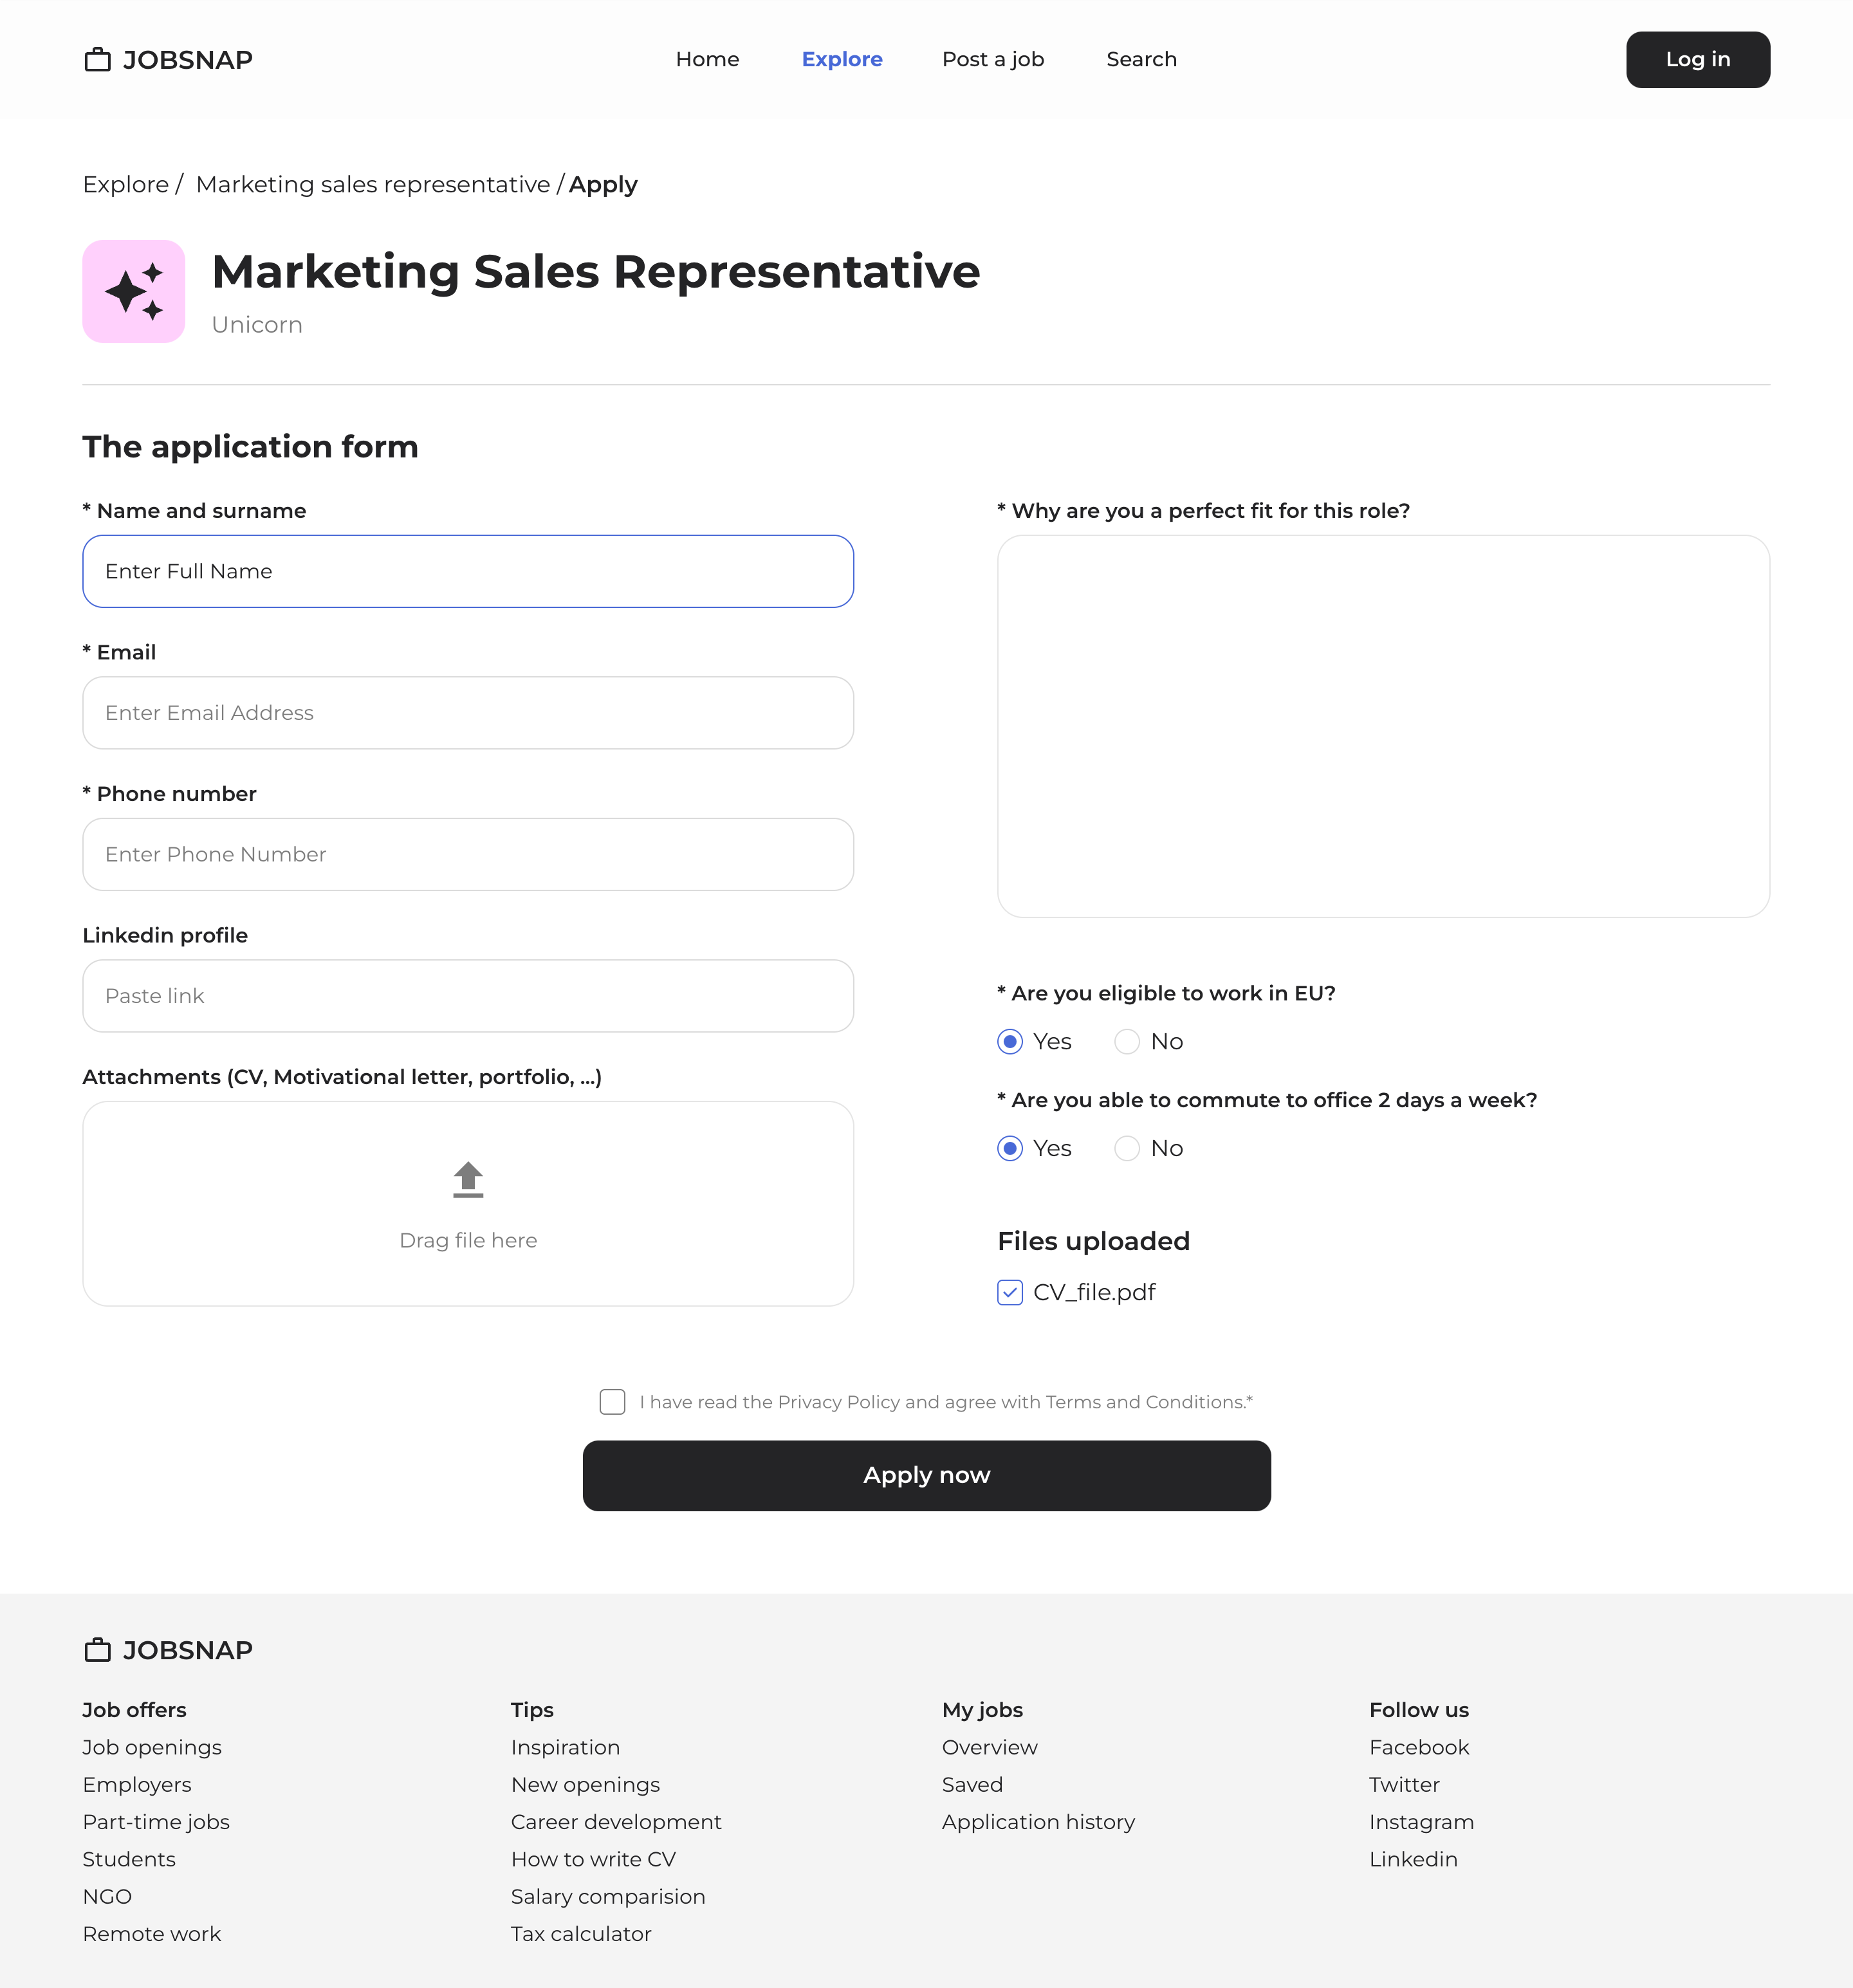 JOBSNAP
Home
Explore
Post a job
Search
Log in
Explore / Marketing sales representative / Apply
Marketing Sales Representative
Unicorn
The application form
* Name and surname
Enter Full Name
* Email
Enter Email Address
* Phone number
Enter Phone Number
Linkedin profile
Paste link
Attachments (CV, Motivational letter, portfolio, ...)
Drag file here
* Why are you a perfect fit for this role?
* Are you eligible to work in EU?
Yes
No
* Are you able to commute to office 2 days a week?
Yes
No
Files uploaded
CV_file.pdf
I have read the Privacy Policy and agree with Terms and Conditions.*
Apply now
JOBSNAP
Job offers
Job openings
Employers
Part-time jobs
Students
NGO
Remote work
Tips
Inspiration
New openings
Career development
How to write CV
Salary comparision
Tax calculator
My jobs
Overview
Saved
Application history
Follow us
Facebook
Twitter
Instagram
Linkedin